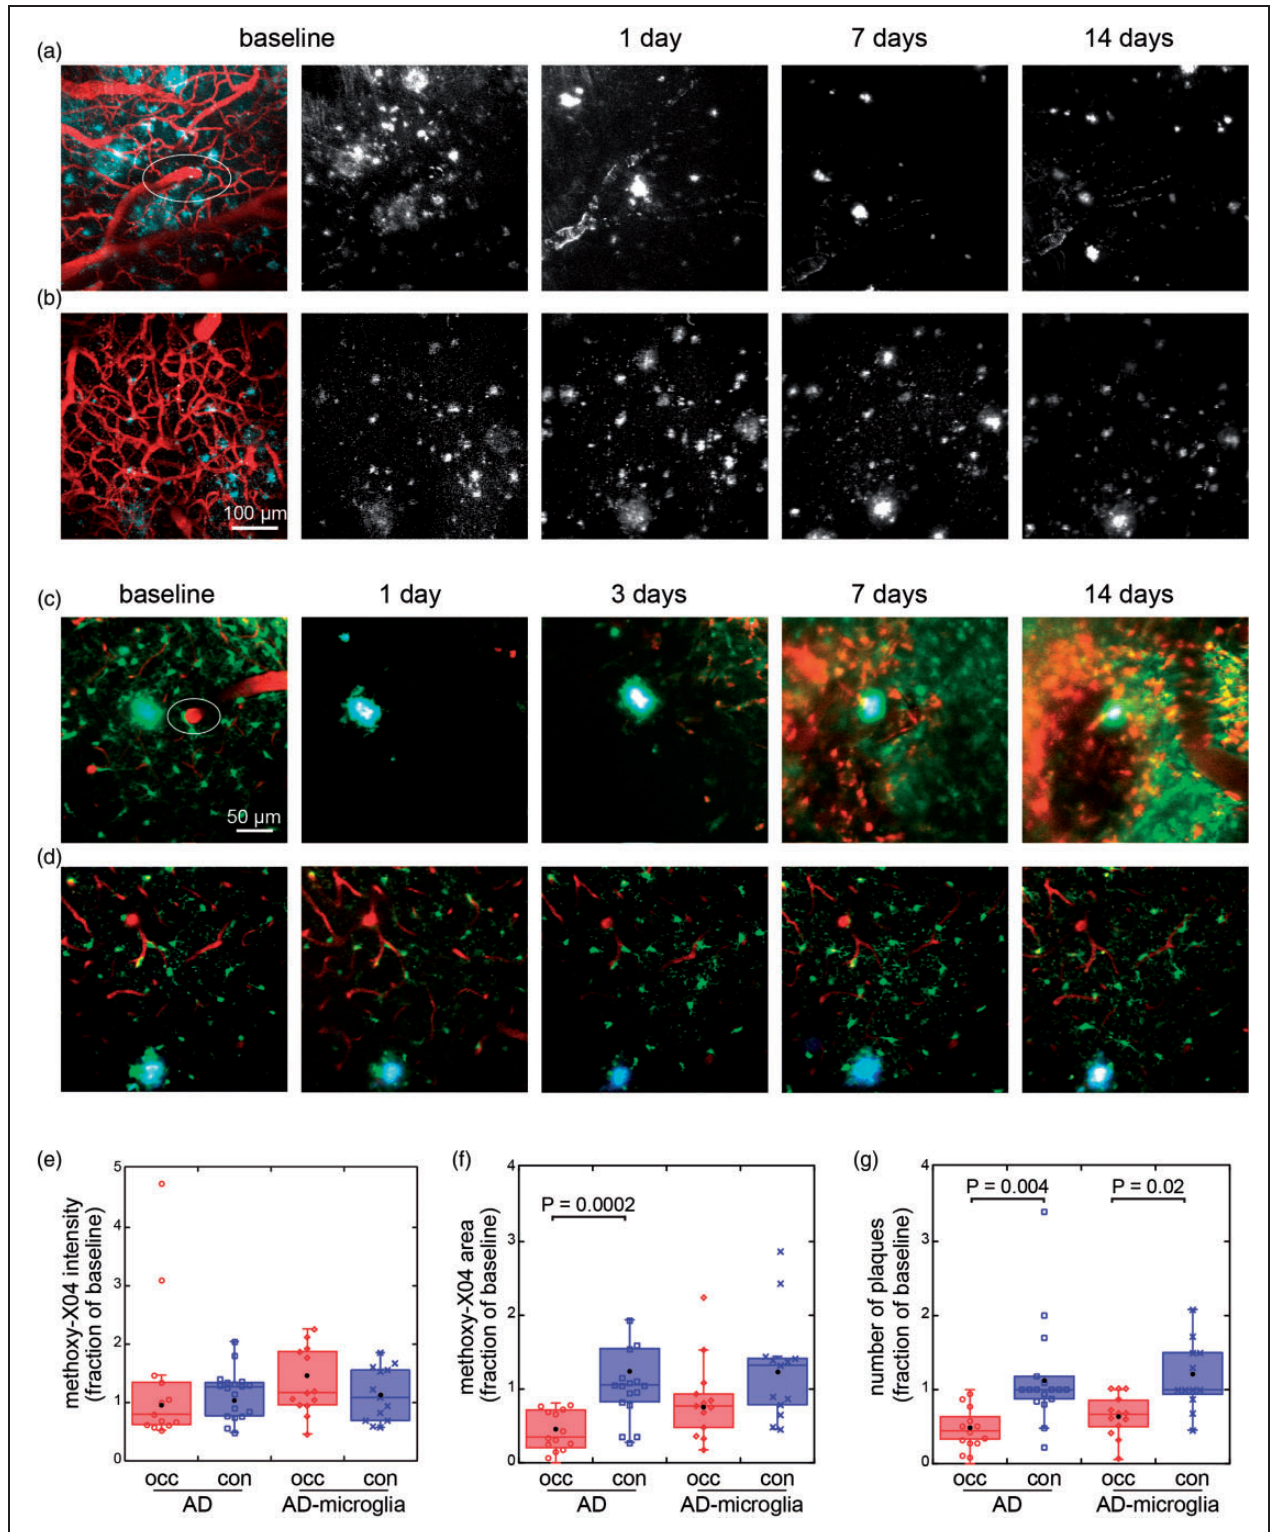 (a)
baseline
1 day
7 days
14 days
(b)
100 µm
(c)
baseline
1 day
3 days
7 days
14 days
50 µm
(d)
(e)
methoxy-X04 intensity
(fraction of baseline)
5
4
3
2
1
0
occ
con
occ
con
AD
AD-microglia
(f)
methoxy-X04 area
(fraction of baseline)
4
3
2
1
0
P = 0.0002
occ
con
occ
con
AD
AD-microglia
(g)
number of plaques
(fraction of baseline)
4
3
2
1
0
P = 0.004
P = 0.02
occ
con
occ
con
AD
AD-microglia